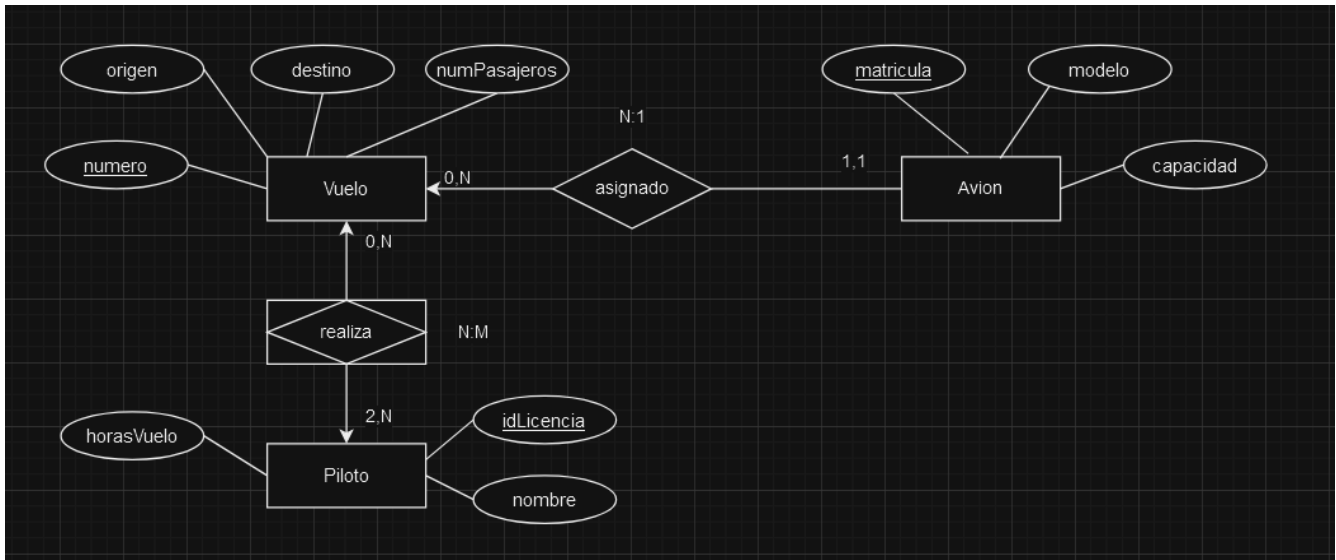 origen
destino
numPasajeros
matricula
modelo
N:1
numero
Vuelo
0,N
asignado
1,1
Avion
capacidad
0,N
realiza
N:M
2,N
idLicencia
horasVuelo
Piloto
nombre